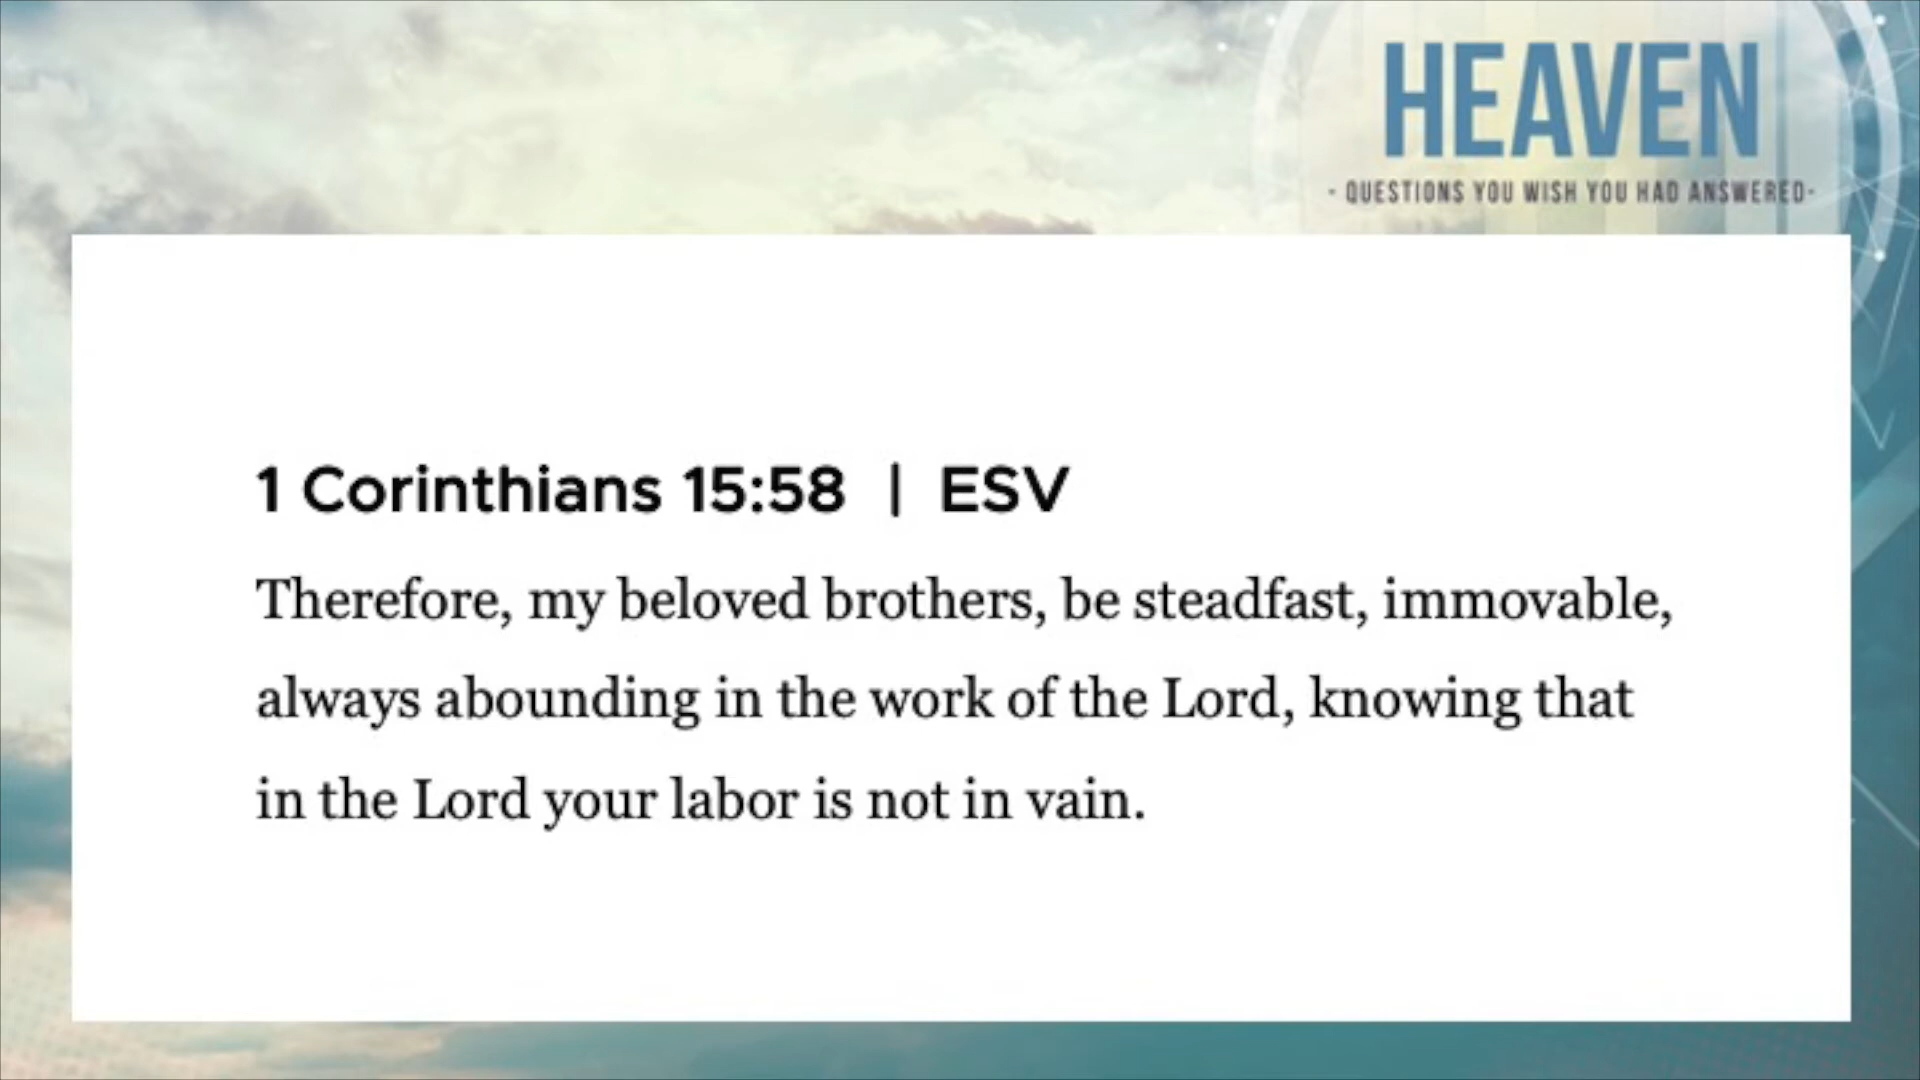 HEAVEN
- QUESTIONS YOU WISH YOU HAD ANSWERED-
1 Corinthians 15:58 | ESV
Therefore, my beloved brothers, be steadfast, immovable,
always abounding in the work of the Lord, knowing that
in the Lord your labor is not in vain.